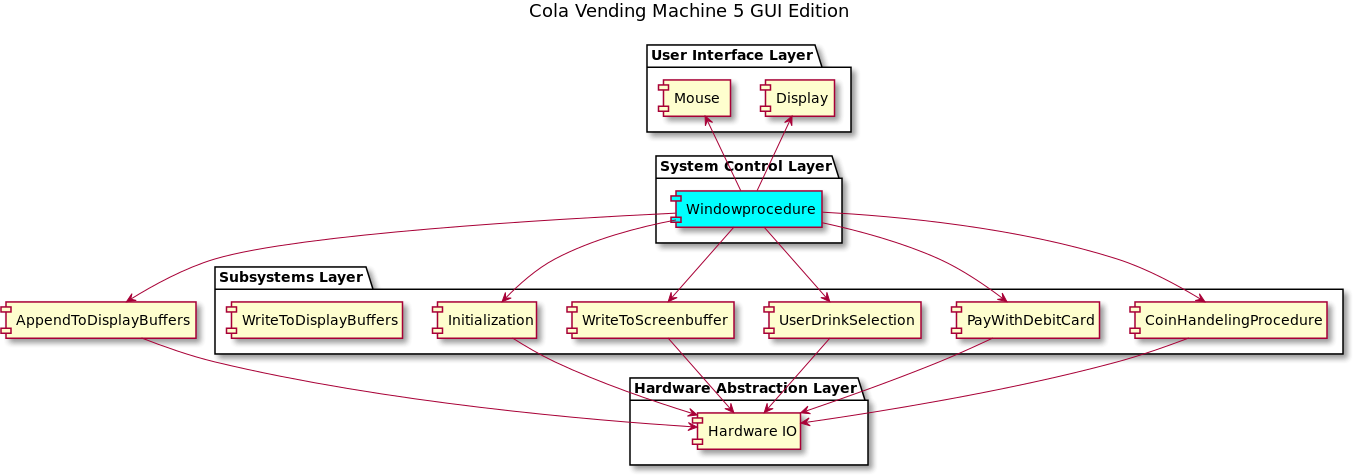 Cola Vending Machine 5 GUI Edition
User Interface Layer
Mouse
Display
System Control Layer
Windowprocedure
Subsystems Layer
AppendToDisplayBuffers
WriteToDisplayBuffers
Initialization
WriteToScreenbuffer
UserDrinkSelection
PayWithDebitCard
CoinHandelingProcedure
Hardware Abstraction Layer
Hardware IO